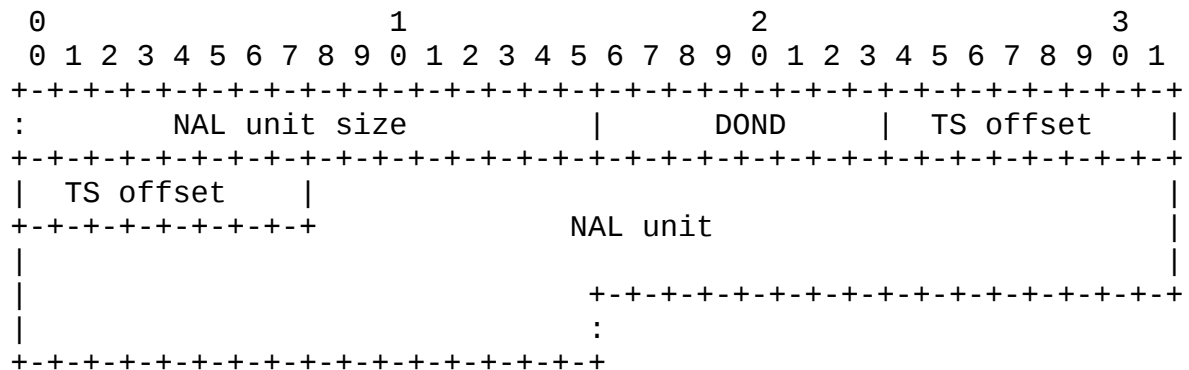 0                   1                   2                   3
 0 1 2 3 4 5 6 7 8 9 0 1 2 3 4 5 6 7 8 9 0 1 2 3 4 5 6 7 8 9 0 1
+-+-+-+-+-+-+-+-+-+-+-+-+-+-+-+-+-+-+-+-+-+-+-+-+-+-+-+-+-+-+-+-+
:        NAL unit size          |      DOND     |  TS offset    |
+-+-+-+-+-+-+-+-+-+-+-+-+-+-+-+-+-+-+-+-+-+-+-+-+-+-+-+-+-+-+-+-+
|  TS offset    |                                               |
+-+-+-+-+-+-+-+-+              NAL unit                         |
|                                                               |
|                               +-+-+-+-+-+-+-+-+-+-+-+-+-+-+-+-+
|                               :
+-+-+-+-+-+-+-+-+-+-+-+-+-+-+-+-+